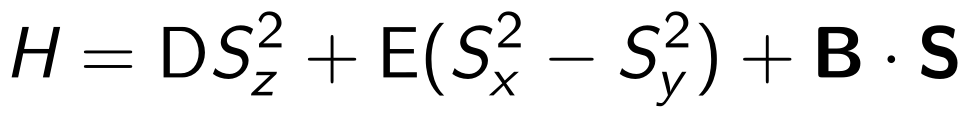 H = DS_z^2 + E(S_x^2 − S_y^2) + B · S